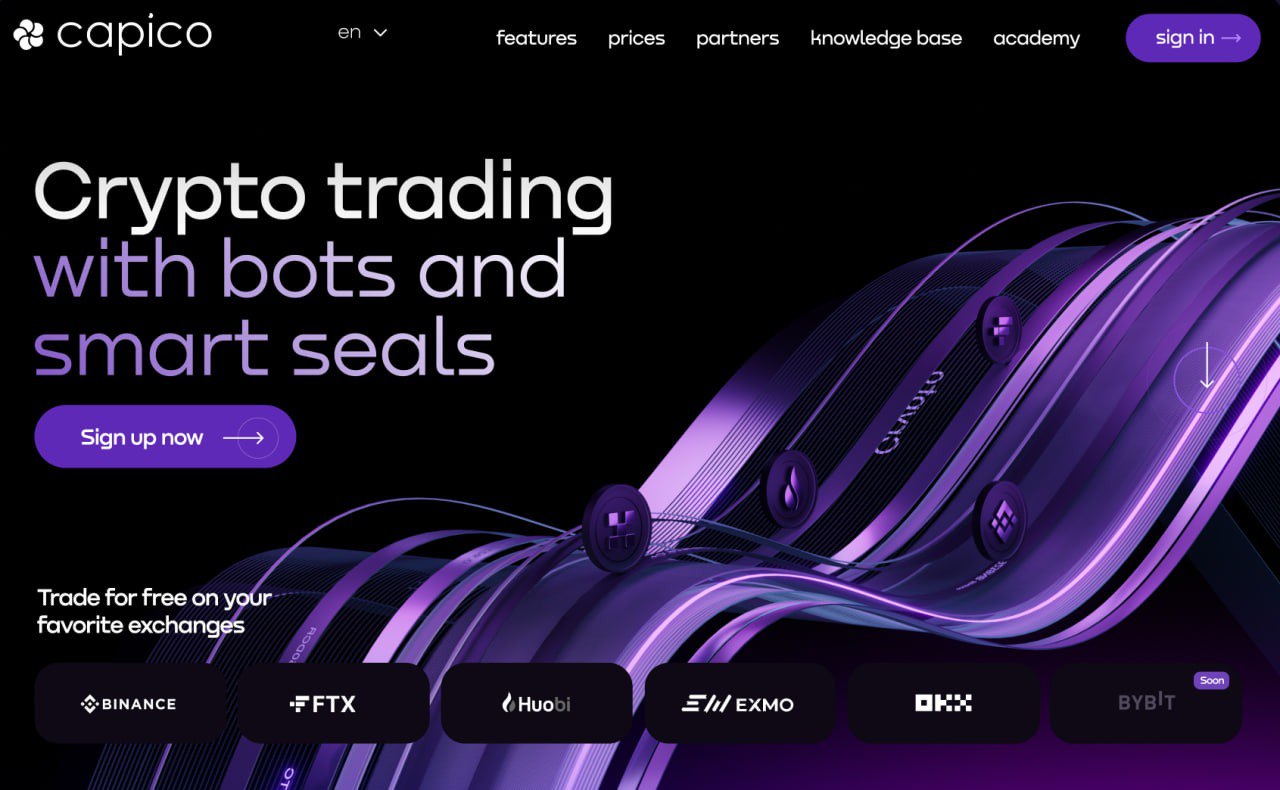 capico
en
features
prices
partners
knowledge base
academy
sign in
Crypto trading
with bots and
smart seals
Sign up now
Crypto
Trade for free on your
favorite exchanges
BINANCE
FTX
Huobi
EXMO
OKX
BYBIT
Soon